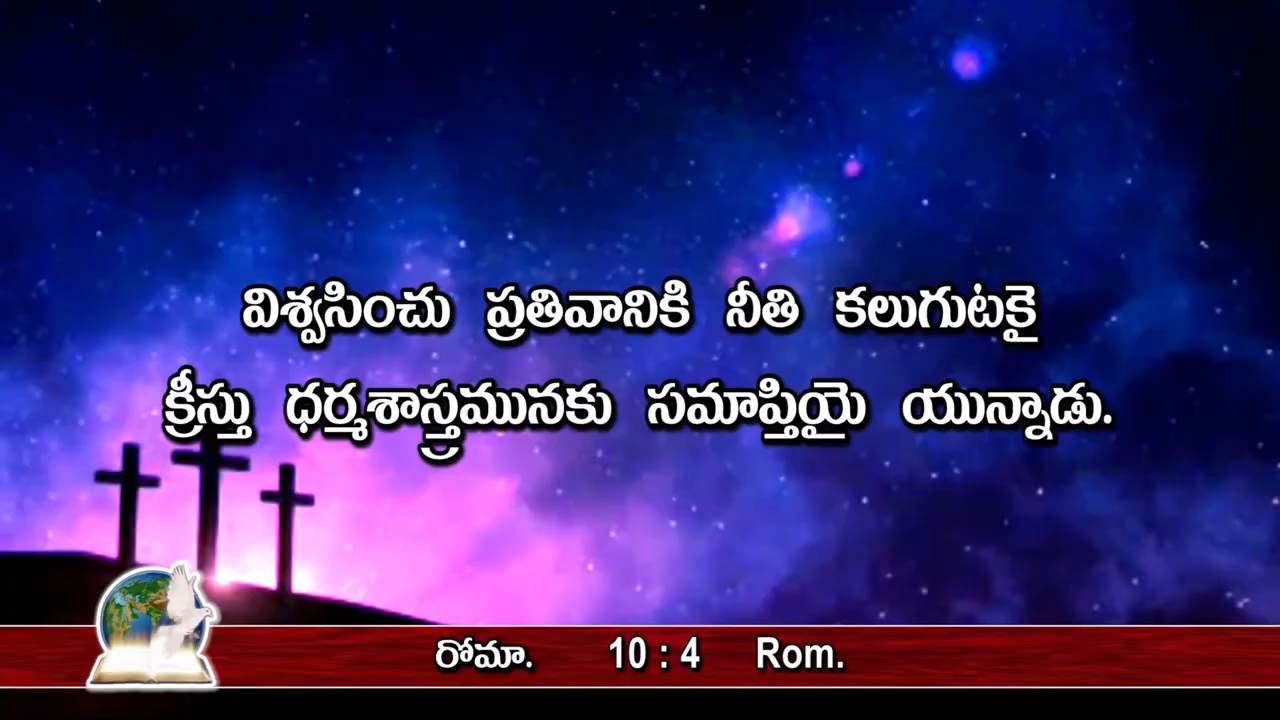 విశ్వసించు ప్రతివానికి నీతి కలుగుటకై
క్రీస్తు ధర్మశాస్త్రమునకు సమాప్తియై యున్నాడు.
రోమా. 10 : 4 Rom.